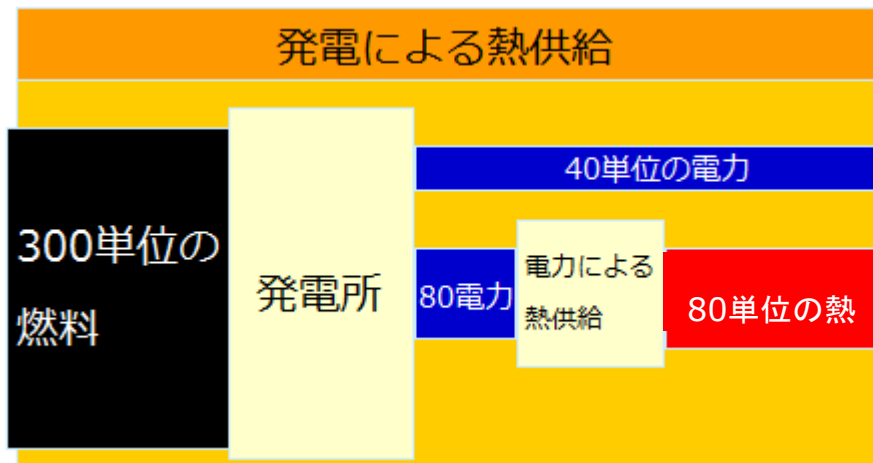 発電による熱供給
40単位の電力
300単位の
燃料
発電所
80電力
電力による
熱供給
80単位の熱